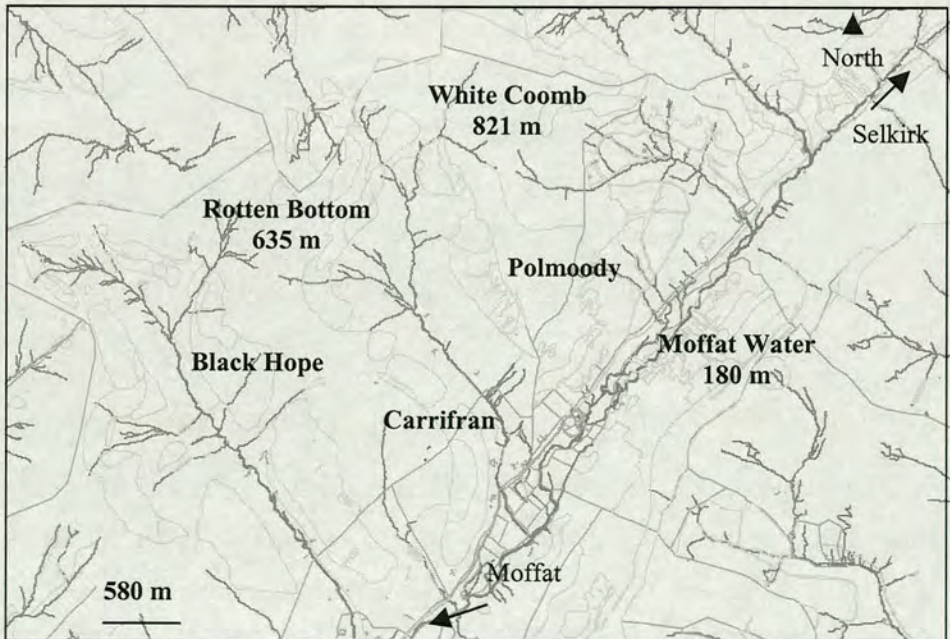 North
Selkirk
White Coomb
821 m
Rotten Bottom
635 m
Polmoody
Moffat Water
180 m
Black Hope
Carrifran
Moffat
580 m